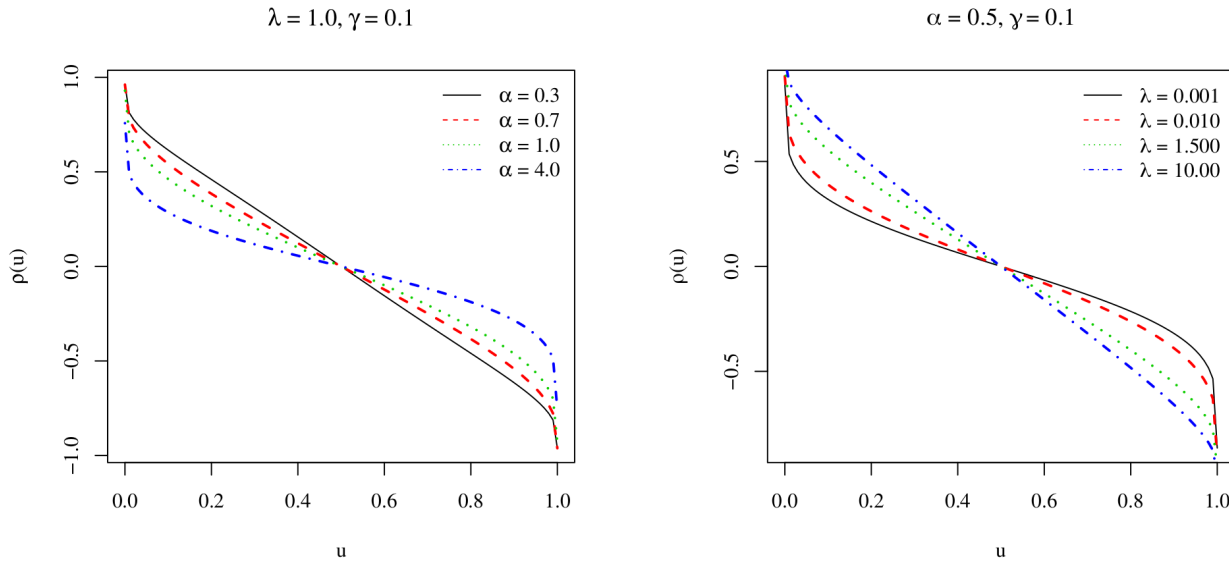 λ = 1.0, γ = 0.1
1.0
0.5
0.0
−0.5
−1.0
ρ(u)
α = 0.3
α = 0.7
α = 1.0
α = 4.0
0.0 0.2 0.4 0.6 0.8 1.0
u
α = 0.5, γ = 0.1
0.5
0.0
−0.5
ρ(u)
λ = 0.001
λ = 0.010
λ = 1.500
λ = 10.00
0.0 0.2 0.4 0.6 0.8 1.0
u